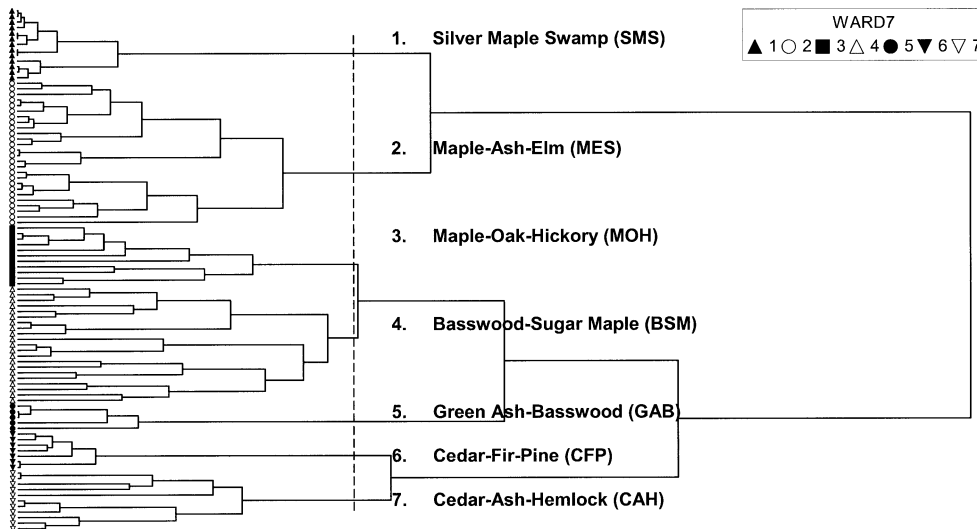 WARD7
▲ 1 ○ 2 ■ 3 △ 4 ● 5 ▼ 6 ▽ 7
1. Silver Maple Swamp (SMS)
2. Maple-Ash-Elm (MES)
3. Maple-Oak-Hickory (MOH)
4. Basswood-Sugar Maple (BSM)
5. Green Ash-Basswood (GAB)
6. Cedar-Fir-Pine (CFP)
7. Cedar-Ash-Hemlock (CAH)